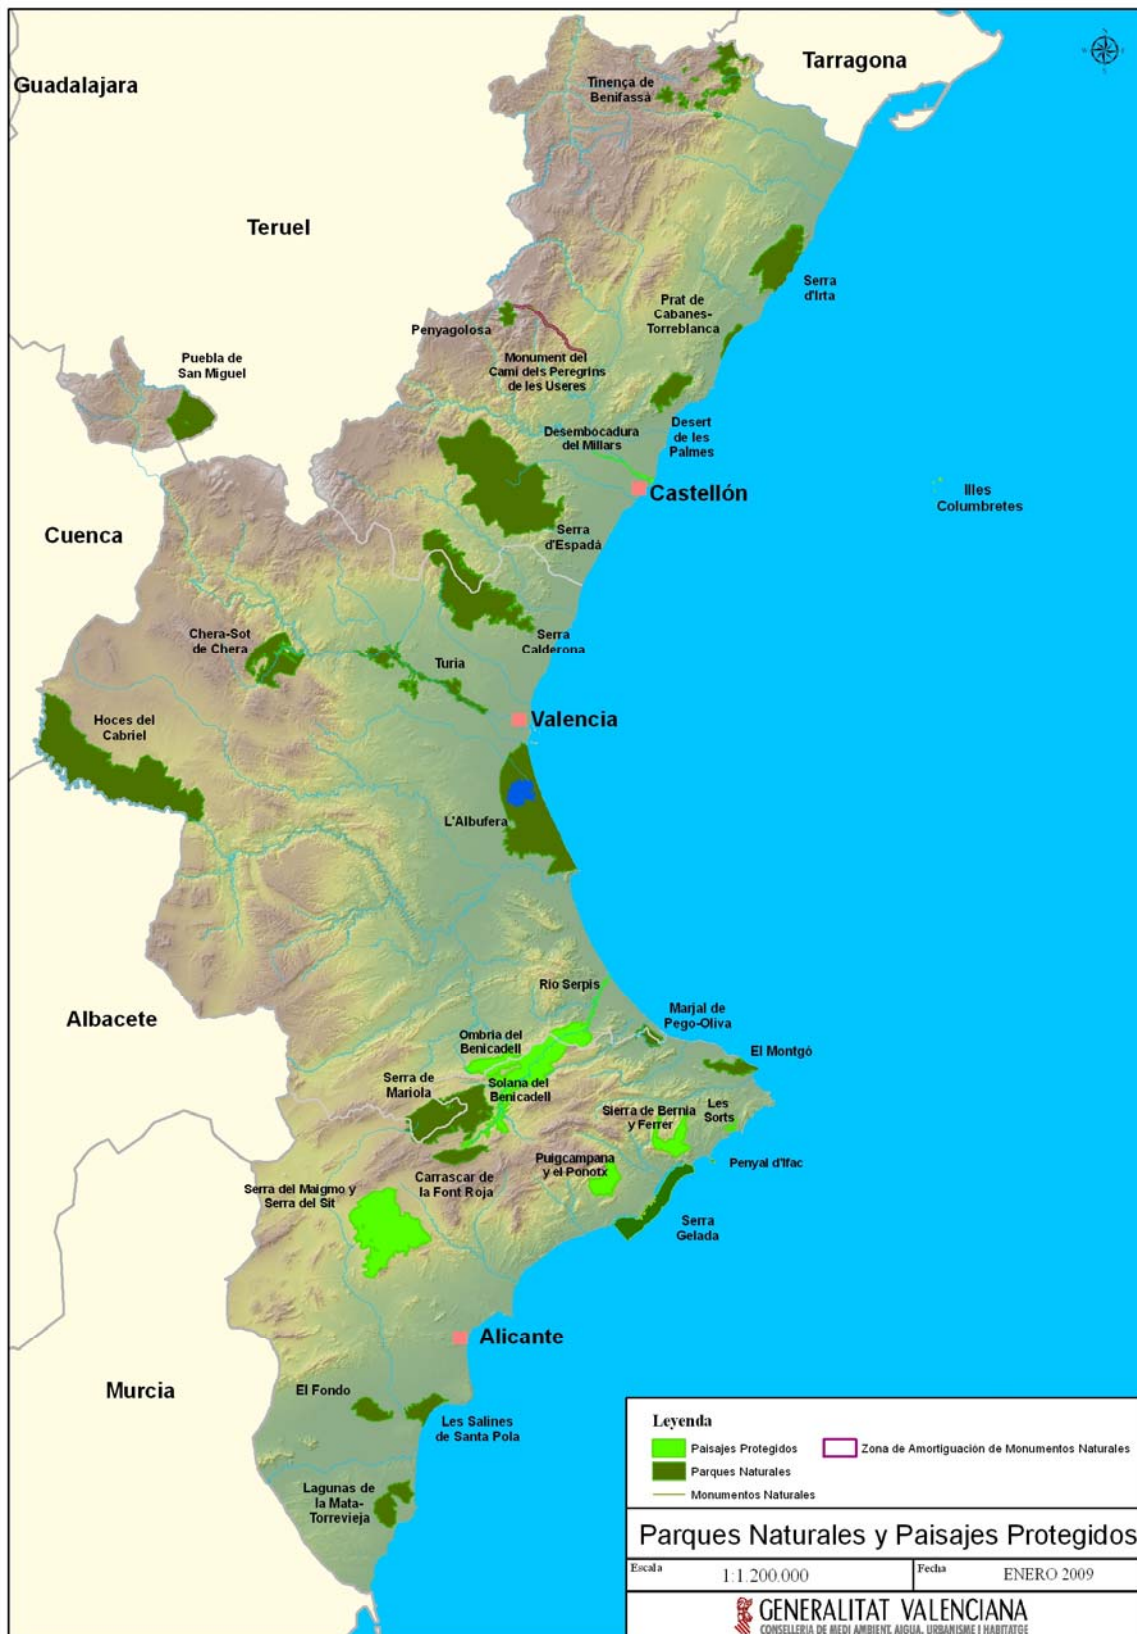 Guadalajara
Tarragona
Tinença de
Benifassà
Teruel
Serra
d'Irta
Prat de
Cabanes-
Torreblanca
Penyagolosa
Monument del
Camí dels Peregrins
de les Useres
Puebla de
San Miguel
Desert
de les
Palmes
Desembocadura
del Millars
Castellón
Illes
Columbretes
Cuenca
Serra
d'Espadá
Chera-Sot
de Chera
Serra
Calderona
Turia
Valencia
Hoces del
Cabriel
L'Albufera
Rio Serpis
Marjal de
Pego-Oliva
Albacete
Ombria del
Benicadell
El Montgó
Serra de
Mariola
Solana del
Benicadell
Sierra de Bernia
y Ferrer
Les
Sorts
Puigcampana
y el Ponotx
Penyal d'Ifac
Carrascar de
la Font Roja
Serra del Maigmo y
Serra del Sit
Serra
Gelada
Alicante
Murcia
El Fondo
Les Salines
de Santa Pola
Lagunas de
la Mata-
Torrevieja
Leyenda
Paisajes Protegidos
Zona de Amortiguación de Monumentos Naturales
Parques Naturales
Monumentos Naturales
Parques Naturales y Paisajes Protegidos
Escala 1:1.200.000 Fecha ENERO 2009
GENERALITAT VALENCIANA
CONSELLERIA DE MEDI AMBIENT, AIGUA, URBANISME I HABITATGE